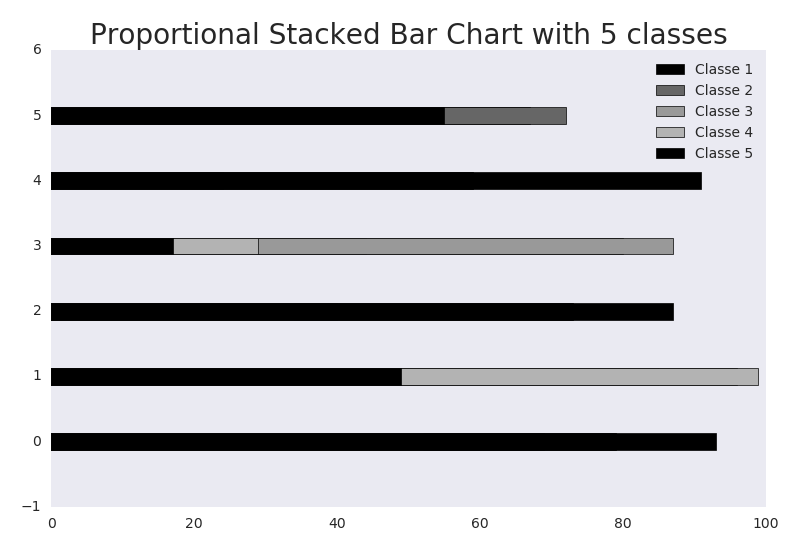 Proportional Stacked Bar Chart with 5 classes
6
Classe 1
Classe 2
5
Classe 3
Classe 4
Classe 5
4
3
2
1
0
−1
0 20 40 60 80 100